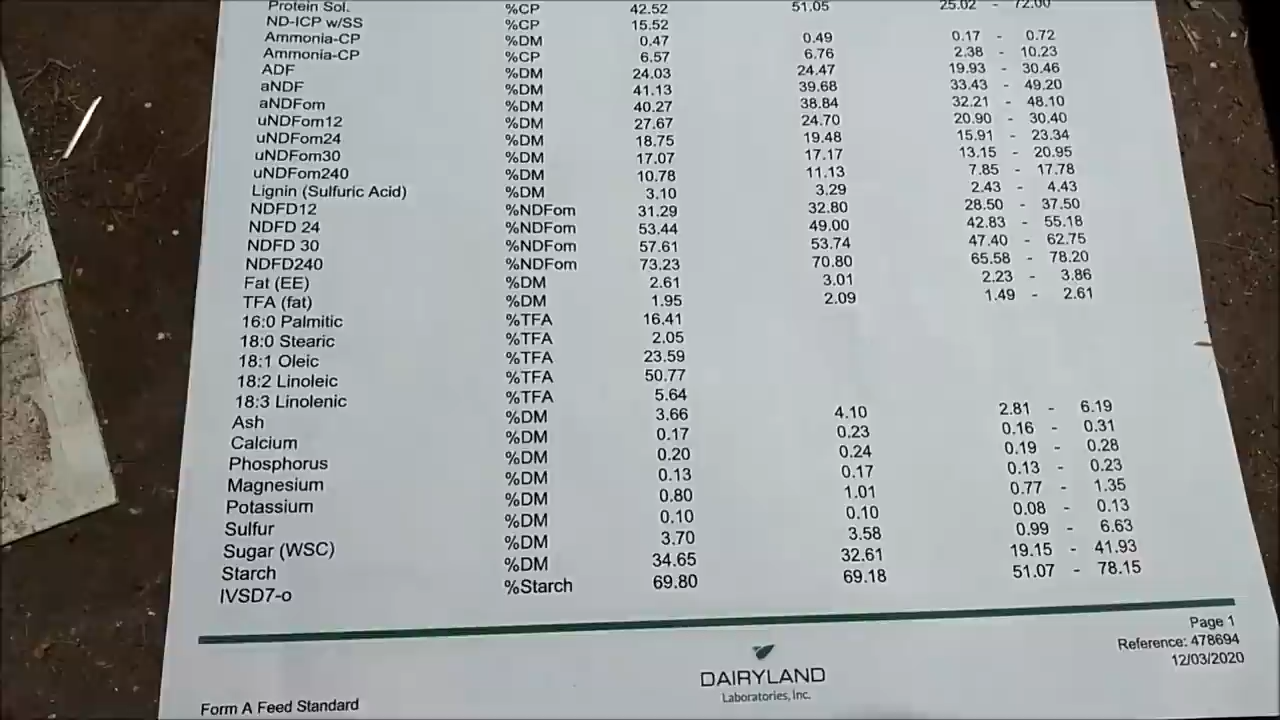 Protein Sol. %CP 42.52 51.05 25.02 - 72.00
ND-ICP w/SS %CP 15.52
Ammonia-CP %DM 0.47 0.49 0.17 - 0.72
Ammonia-CP %CP 6.57 6.76 2.38 - 10.23
ADF %DM 24.03 24.47 19.93 - 30.46
aNDF %DM 41.13 39.68 33.43 - 49.20
aNDFom %DM 40.27 38.84 32.21 - 48.10
uNDFom12 %DM 27.67 24.70 20.90 - 30.40
uNDFom24 %DM 18.75 19.48 15.91 - 23.34
uNDFom30 %DM 17.07 17.17 13.15 - 20.95
uNDFom240 %DM 10.78 11.13 7.85 - 17.78
Lignin (Sulfuric Acid) %DM 3.10 3.29 2.43 - 4.43
NDFD12 %NDFom 31.29 32.80 28.50 - 37.50
NDFD 24 %NDFom 53.44 49.00 42.83 - 55.18
NDFD 30 %NDFom 57.61 53.74 47.40 - 62.75
NDFD240 %NDFom 73.23 70.80 65.58 - 78.20
Fat (EE) %DM 2.61 3.01 2.23 - 3.86
TFA (fat) %DM 1.95 2.09 1.49 - 2.61
16:0 Palmitic %TFA 16.41
18:0 Stearic %TFA 2.05
18:1 Oleic %TFA 23.59
18:2 Linoleic %TFA 50.77
18:3 Linolenic %TFA 5.64
Ash %DM 3.66 4.10 2.81 - 6.19
Calcium %DM 0.17 0.23 0.16 - 0.31
Phosphorus %DM 0.20 0.24 0.19 - 0.28
Magnesium %DM 0.13 0.17 0.13 - 0.23
Potassium %DM 0.80 1.01 0.77 - 1.35
Sulfur %DM 0.10 0.10 0.08 - 0.13
Sugar (WSC) %DM 3.70 3.58 0.99 - 6.63
Starch %DM 34.65 32.61 19.15 - 41.93
IVSD7-o %Starch 69.80 69.18 51.07 - 78.15
Page 1
Reference: 478694
12/03/2020
DAIRYLAND
Laboratories, Inc.
Form A Feed Standard